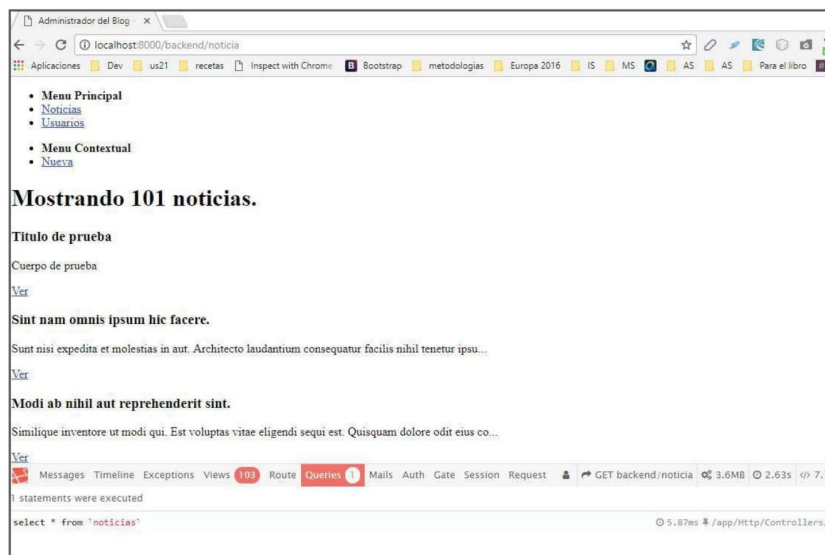 Administrador del Blog -
localhost:8000/backend/noticia
Aplicaciones Dev us21 recetas Inspect with Chrome B Bootstrap metodologias Europa 2016 IS MS AS AS Para el libro
Menu Principal
Noticias
Usuarios
Menu Contextual
Nueva
Mostrando 101 noticias.
Titulo de prueba
Cuerpo de prueba
Ver
Sint nam omnis ipsum hic facere.
Sunt nisi expedita et molestias in aut. Architecto laudantium consequatur facilis nihil tenetur ipsu...
Ver
Modi ab nihil aut reprehenderit sint.
Similique inventore ut modi qui. Est voluptas vitae eligendi sequi est. Quisquam dolore odit eius co...
Ver
Messages Timeline Exceptions Views 103 Route Queries 1 Mails Auth Gate Session Request GET backend/noticia 3.6MB 2.63s </> 7.
1 statements were executed
select * from `noticias` 5.87ms /app/Http/Controllers